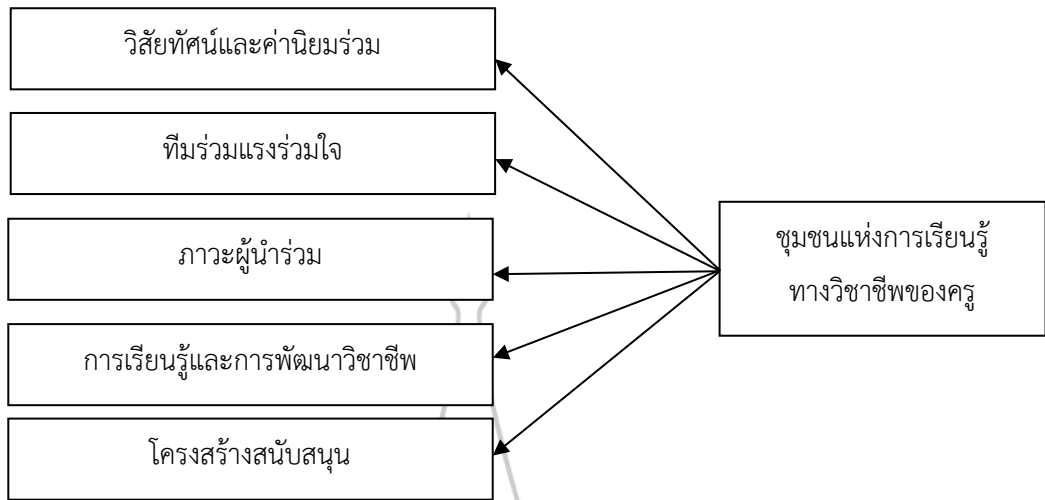 วิสัยทัศน์และค่านิยมร่วม
ทีมร่วมแรงร่วมใจ
ภาวะผู้นำร่วม
การเรียนรู้และการพัฒนาวิชาชีพ
โครงสร้างสนับสนุน
ชุมชนแห่งการเรียนรู้
ทางวิชาชีพของครู